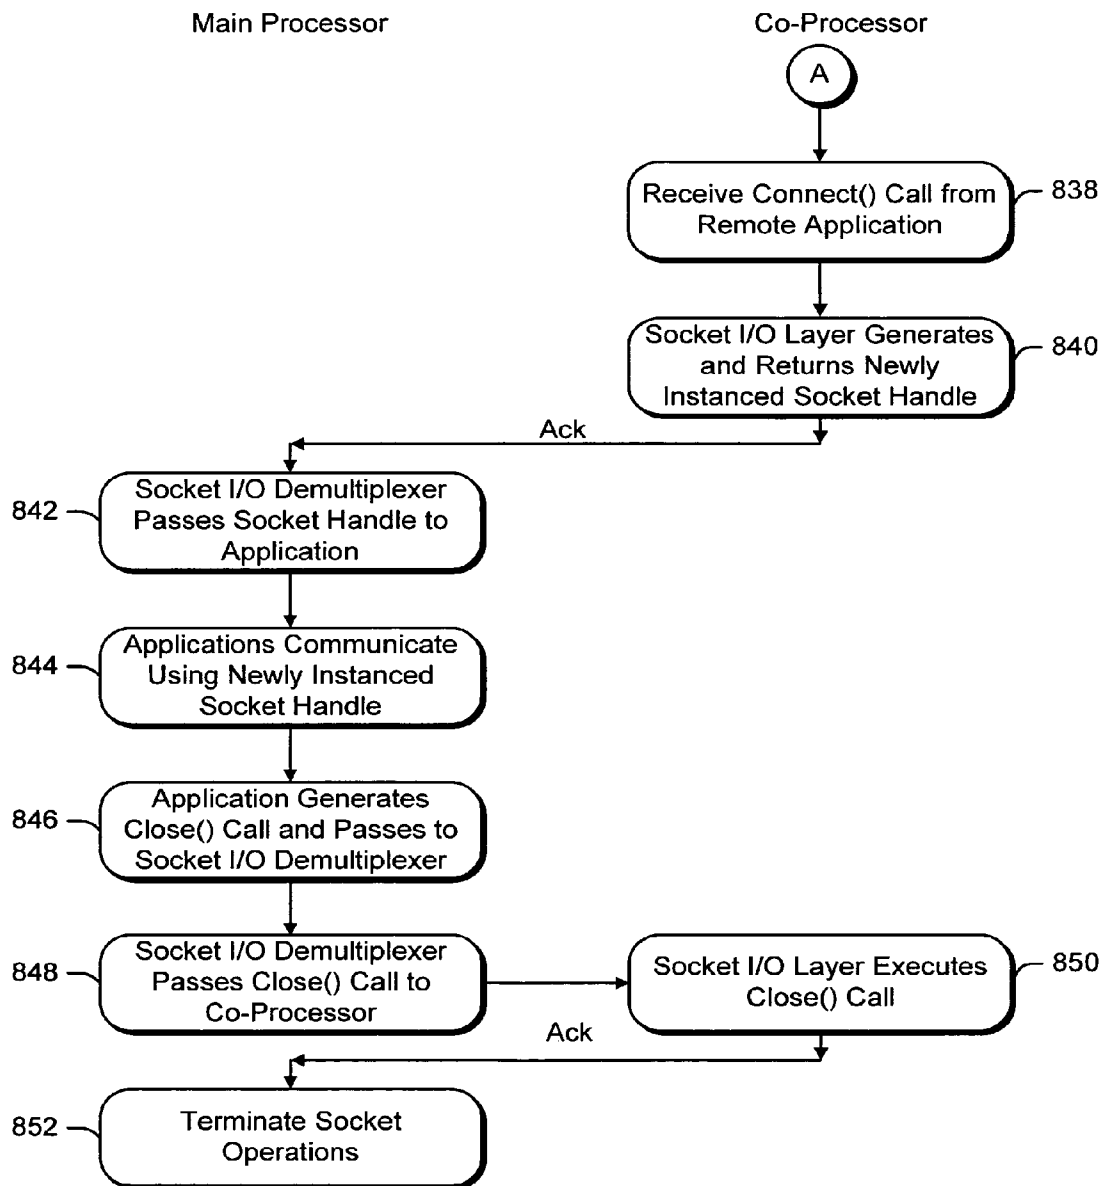 Main Processor
Co-Processor
A
Receive Connect() Call from
Remote Application
838
Socket I/O Layer Generates
and Returns Newly
Instanced Socket Handle
840
Ack
842
Socket I/O Demultiplexer
Passes Socket Handle to
Application
844
Applications Communicate
Using Newly Instanced
Socket Handle
846
Application Generates
Close() Call and Passes to
Socket I/O Demultiplexer
848
Socket I/O Demultiplexer
Passes Close() Call to
Co-Processor
Socket I/O Layer Executes
Close() Call
850
Ack
852
Terminate Socket
Operations